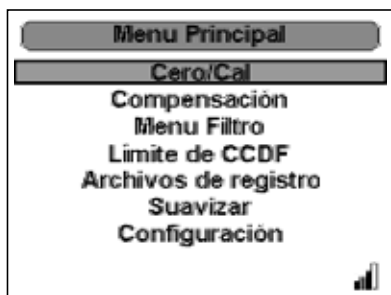 Menu Principal
Cero/Cal
Compensación
Menu Filtro
Limite de CCDF
Archivos de registro
Suavizar
Configuración